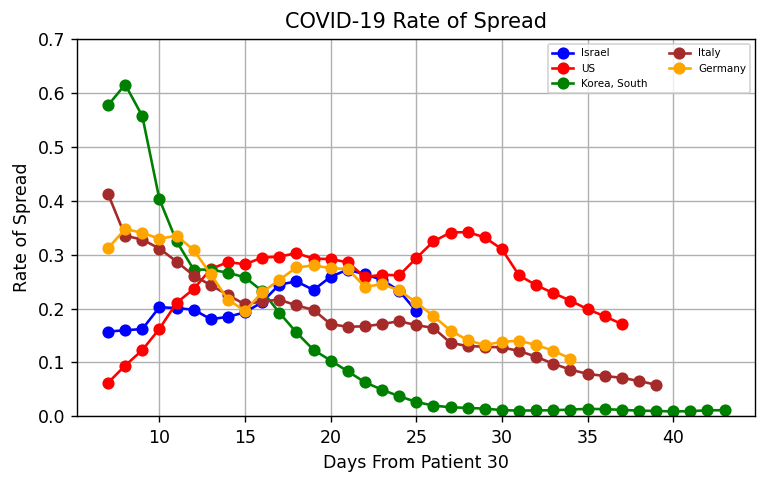 COVID-19 Rate of Spread
Israel
US
Korea, South
Italy
Germany
0.7
0.6
0.5
0.4
0.3
0.2
0.1
0.0
Rate of Spread
10 15 20 25 30 35 40
Days From Patient 30